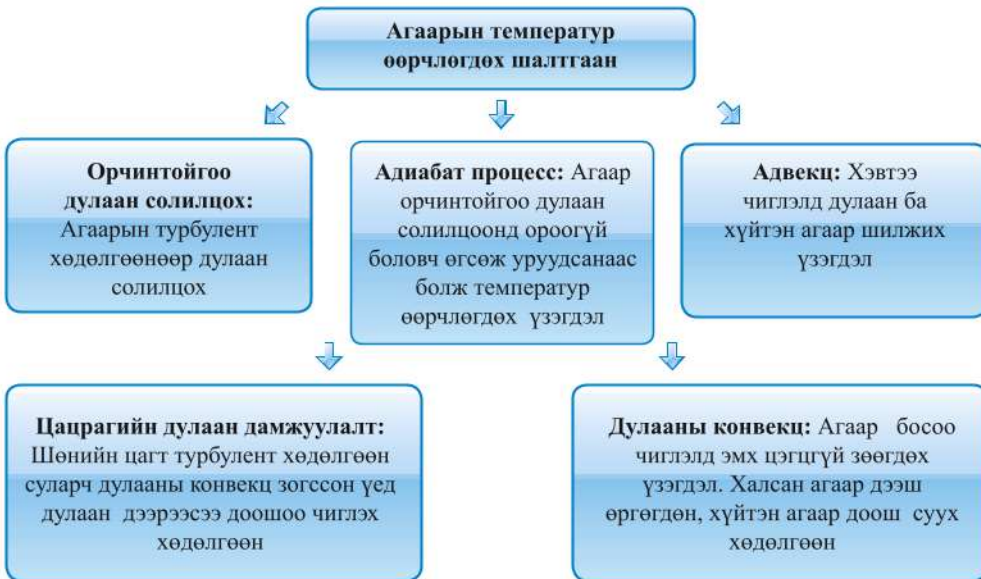 Агаарын температур
өөрчлөгдөх шалтгаан
Орчинтойгоо
дулаан солилцох:
Агаарын турбулент
хөдөлгөөнөөр дулаан
солилцох
Адиабат процесс: Агаар
орчинтойгоо дулаан
солилцоонд ороогүй
боловч өгсөж уруудсанаас
болж температур
өөрчлөгдөх үзэгдэл
Адвекц: Хэвтээ
чиглэлд дулаан ба
хүйтэн агаар шилжих
үзэгдэл
Цацрагийн дулаан дамжуулалт:
Шөнийн цагт турбулент хөдөлгөөн
суларч дулааны конвекц зогссон үед
дулаан дээрээсээ доошоо чиглэх
хөдөлгөөн
Дулааны конвекц: Агаар босоо
чиглэлд эмх цэгцгүй зөөгдөх
үзэгдэл. Халсан агаар дээш
өргөгдөн, хүйтэн агаар доош суух
хөдөлгөөн